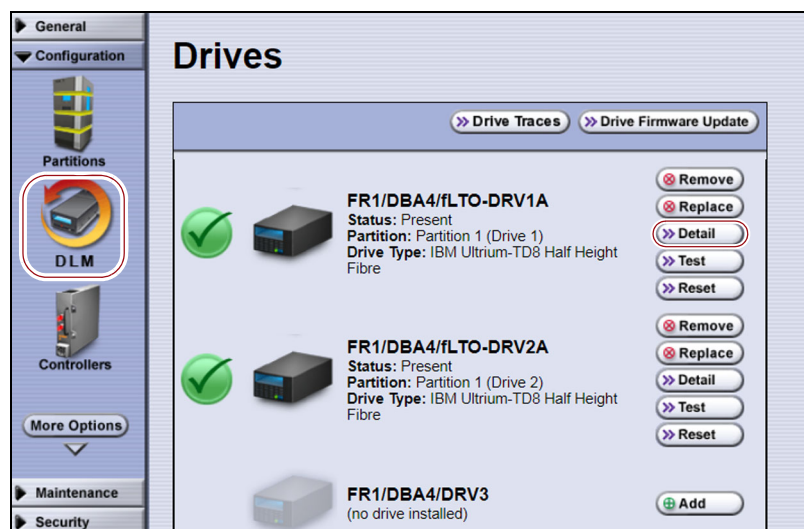 General
Configuration
Partitions
DLM
Controllers
More Options
Maintenance
Security
Drives
Drive Traces
Drive Firmware Update
FR1/DBA4/fLTO-DRV1A
Status: Present
Partition: Partition 1 (Drive 1)
Drive Type: IBM Ultrium-TD8 Half Height
Fibre
Remove
Replace
Detail
Test
Reset
FR1/DBA4/fLTO-DRV2A
Status: Present
Partition: Partition 1 (Drive 2)
Drive Type: IBM Ultrium-TD8 Half Height
Fibre
Remove
Replace
Detail
Test
Reset
FR1/DBA4/DRV3
(no drive installed)
Add